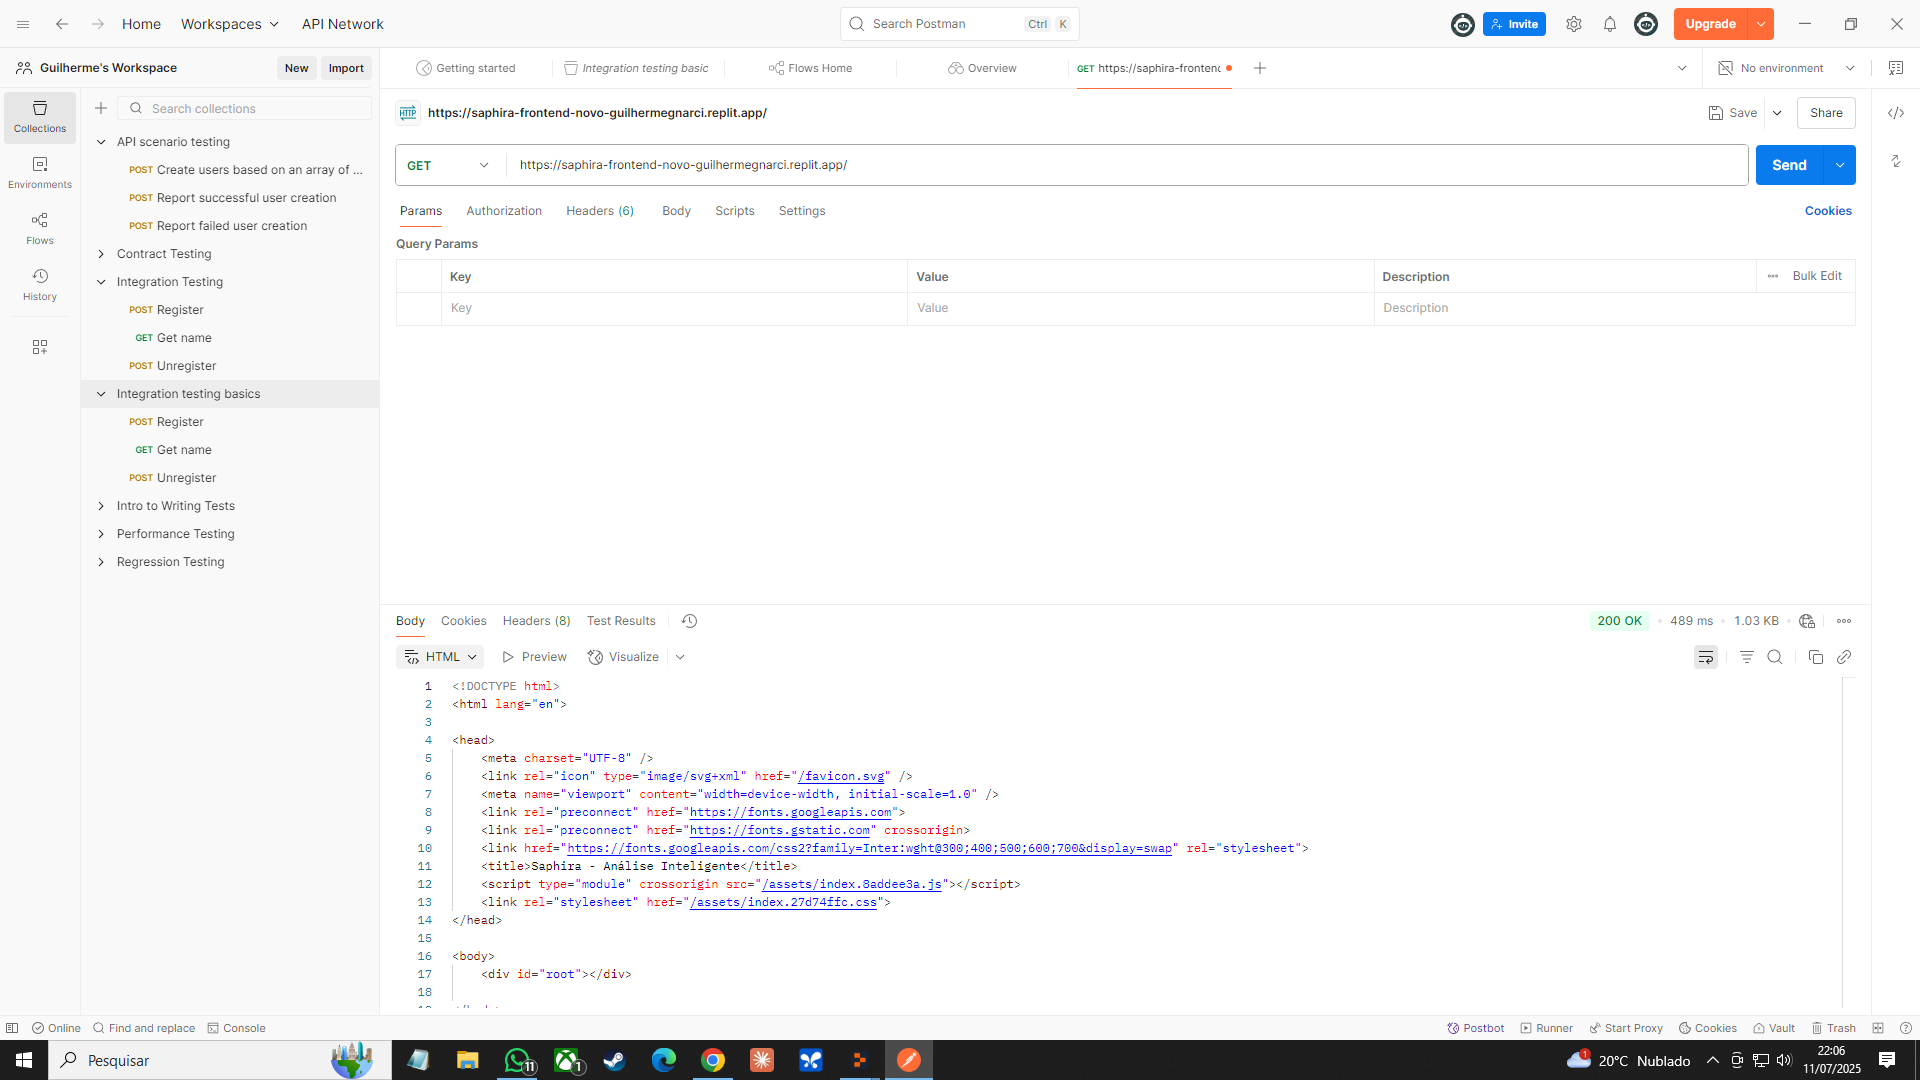 Home
Workspaces
API Network
Search Postman
Ctrl K
Invite
Upgrade
Guilherme's Workspace
New
Import
Getting started
Integration testing basic
Flows Home
Overview
GET https://saphira-frontend
No environment
Collections
Environments
Flows
History
Search collections
API scenario testing
POST Create users based on an array of ...
POST Report successful user creation
POST Report failed user creation
Contract Testing
Integration Testing
POST Register
GET Get name
POST Unregister
Integration testing basics
POST Register
GET Get name
POST Unregister
Intro to Writing Tests
Performance Testing
Regression Testing
HTTP https://saphira-frontend-novo-guilhermegnarci.replit.app/
Save
Share
GET https://saphira-frontend-novo-guilhermegnarci.replit.app/
Send
Params Authorization Headers (6) Body Scripts Settings
Cookies
Query Params
Key Value Description Bulk Edit
Key Value Description
Body Cookies Headers (8) Test Results
200 OK • 489 ms • 1.03 KB
HTML Preview Visualize
1 <!DOCTYPE html>
2 <html lang="en">
3
4 <head>
5 <meta charset="UTF-8" />
6 <link rel="icon" type="image/svg+xml" href="/favicon.svg" />
7 <meta name="viewport" content="width=device-width, initial-scale=1.0" />
8 <link rel="preconnect" href="https://fonts.googleapis.com">
9 <link rel="preconnect" href="https://fonts.gstatic.com" crossorigin>
10 <link href="https://fonts.googleapis.com/css2?family=Inter:wght@300;400;500;600;700&display=swap" rel="stylesheet">
11 <title>Saphira - Análise Inteligente</title>
12 <script type="module" crossorigin src="/assets/index.8addee3a.js"></script>
13 <link rel="stylesheet" href="/assets/index.27d74ffc.css">
14 </head>
15
16 <body>
17 <div id="root"></div>
18
Online
Find and replace
Console
Postbot
Runner
Start Proxy
Cookies
Vault
Trash
Pesquisar
11
1
1
20°C Nublado
22:06
11/07/2025